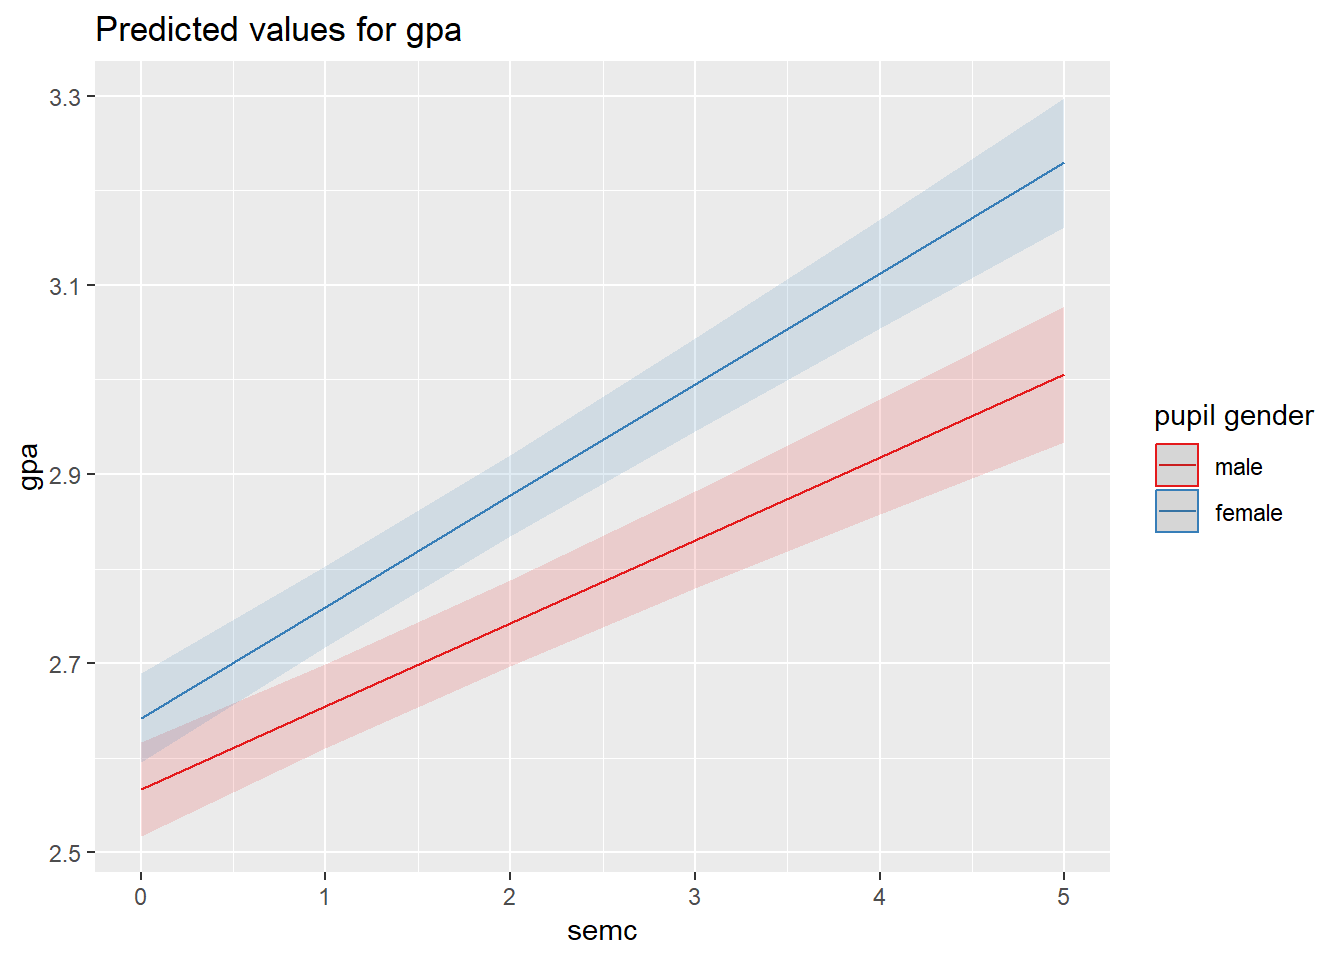 Predicted values for gpa
3.3
3.1
2.9
2.7
2.5
gpa
0 1 2 3 4 5
semc
pupil gender
male
female